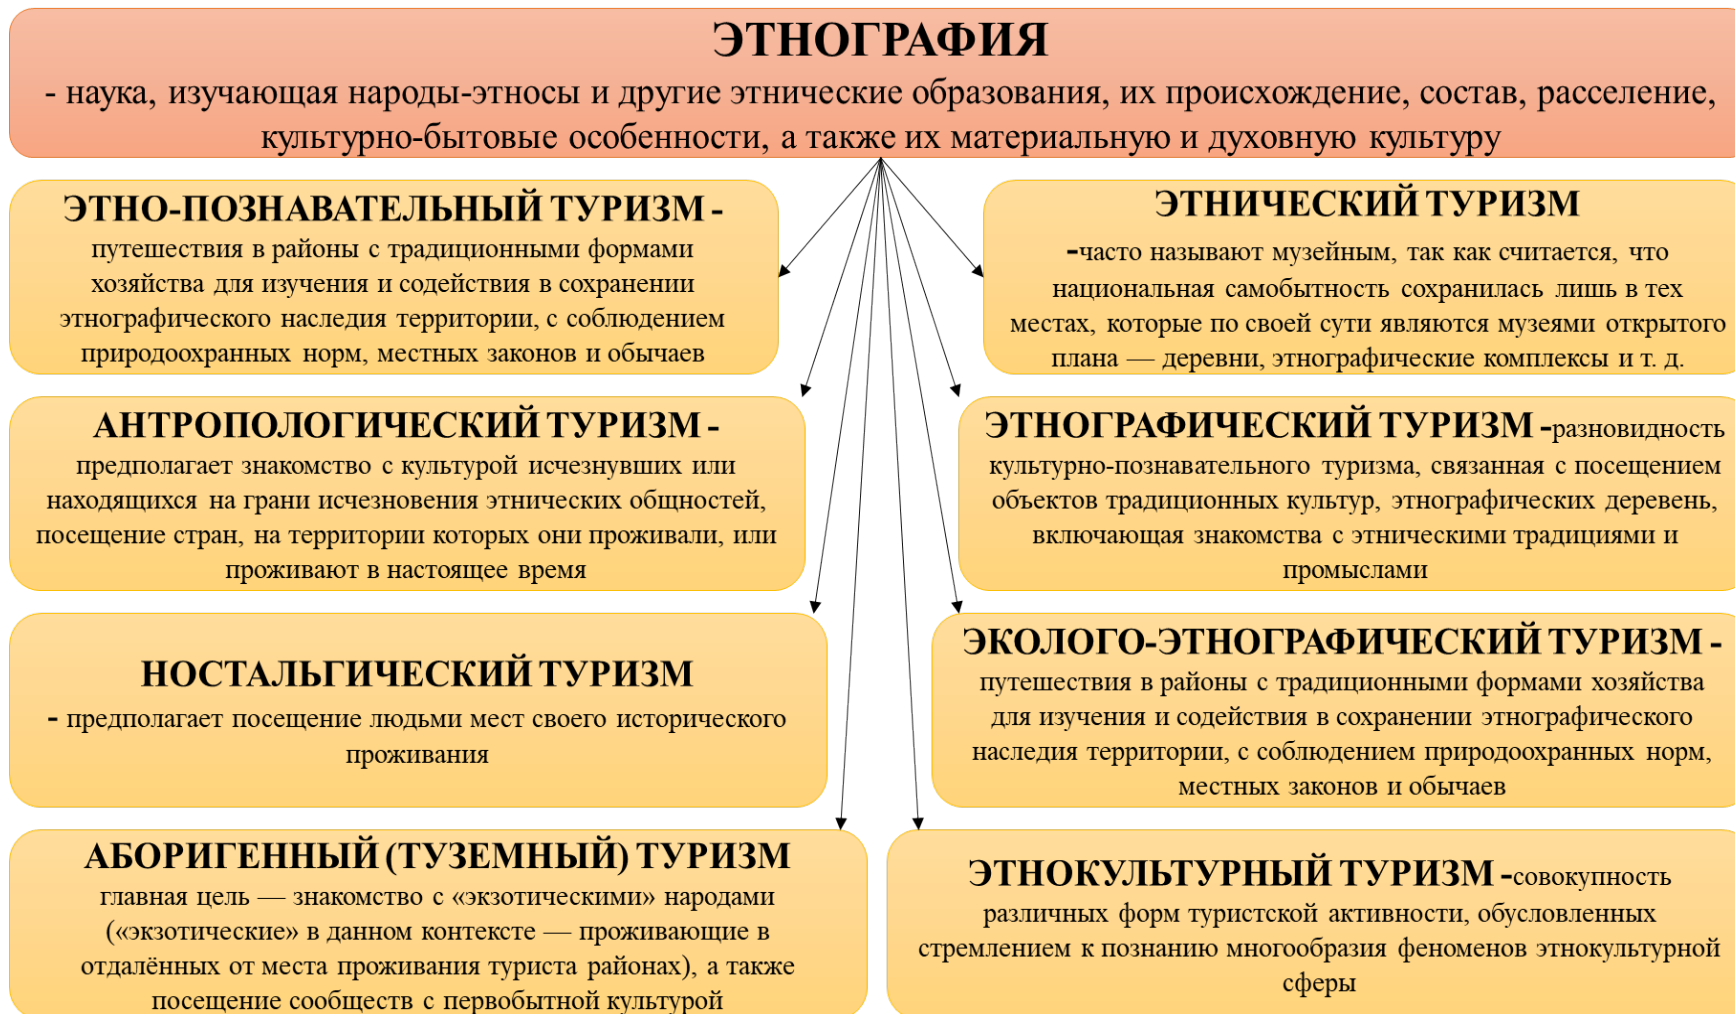 ЭТНОГРАФИЯ
- наука, изучающая народы-этносы и другие этнические образования, их происхождение, состав, расселение,
культурно-бытовые особенности, а также их материальную и духовную культуру
ЭТНО-ПОЗНАВАТЕЛЬНЫЙ ТУРИЗМ -
путешествия в районы с традиционными формами
хозяйства для изучения и содействия в сохранении
этнографического наследия территории, с соблюдением
природоохранных норм, местных законов и обычаев
ЭТНИЧЕСКИЙ ТУРИЗМ
-часто называют музейным, так как считается, что
национальная самобытность сохранилась лишь в тех
местах, которые по своей сути являются музеями открытого
плана — деревни, этнографические комплексы и т. д.
АНТРОПОЛОГИЧЕСКИЙ ТУРИЗМ -
предполагает знакомство с культурой исчезнувших или
находящихся на грани исчезновения этнических общностей,
посещение стран, на территории которых они проживали, или
проживают в настоящее время
ЭТНОГРАФИЧЕСКИЙ ТУРИЗМ -разновидность
культурно-познавательного туризма, связанная с посещением
объектов традиционных культур, этнографических деревень,
включающая знакомства с этническими традициями и
промыслами
НОСТАЛЬГИЧЕСКИЙ ТУРИЗМ
- предполагает посещение людьми мест своего исторического
проживания
ЭКОЛОГО-ЭТНОГРАФИЧЕСКИЙ ТУРИЗМ -
путешествия в районы с традиционными формами хозяйства
для изучения и содействия в сохранении этнографического
наследия территории, с соблюдением природоохранных норм,
местных законов и обычаев
АБОРИГЕННЫЙ (ТУЗЕМНЫЙ) ТУРИЗМ
главная цель — знакомство с «экзотическими» народами
(«экзотические» в данном контексте — проживающие в
отдалённых от места проживания туриста районах), а также
посещение сообществ с первобытной культурой
ЭТНОКУЛЬТУРНЫЙ ТУРИЗМ -совокупность
различных форм туристской активности, обусловленных
стремлением к познанию многообразия феноменов этнокультурной
сферы